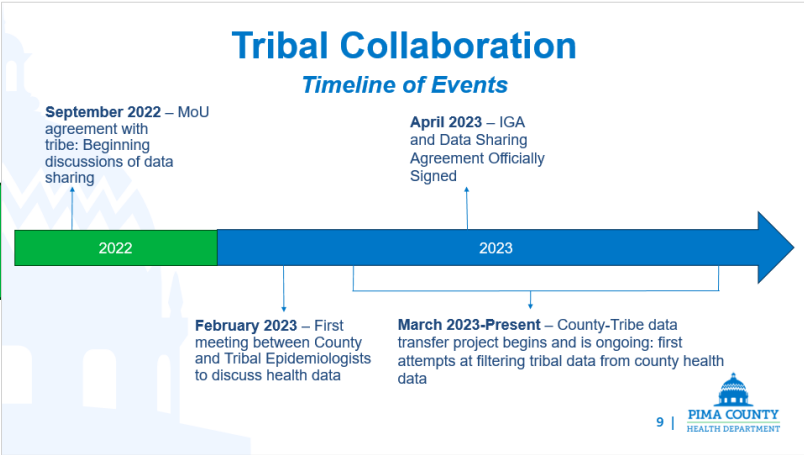 Tribal Collaboration
Timeline of Events
September 2022 – MoU
agreement with
tribe: Beginning
discussions of data
sharing
April 2023 – IGA
and Data Sharing
Agreement Officially
Signed
2022
2023
February 2023 – First
meeting between County
and Tribal Epidemiologists
to discuss health data
March 2023-Present – County-Tribe data
transfer project begins and is ongoing: first
attempts at filtering tribal data from county health
data
9 |
PIMA COUNTY
HEALTH DEPARTMENT